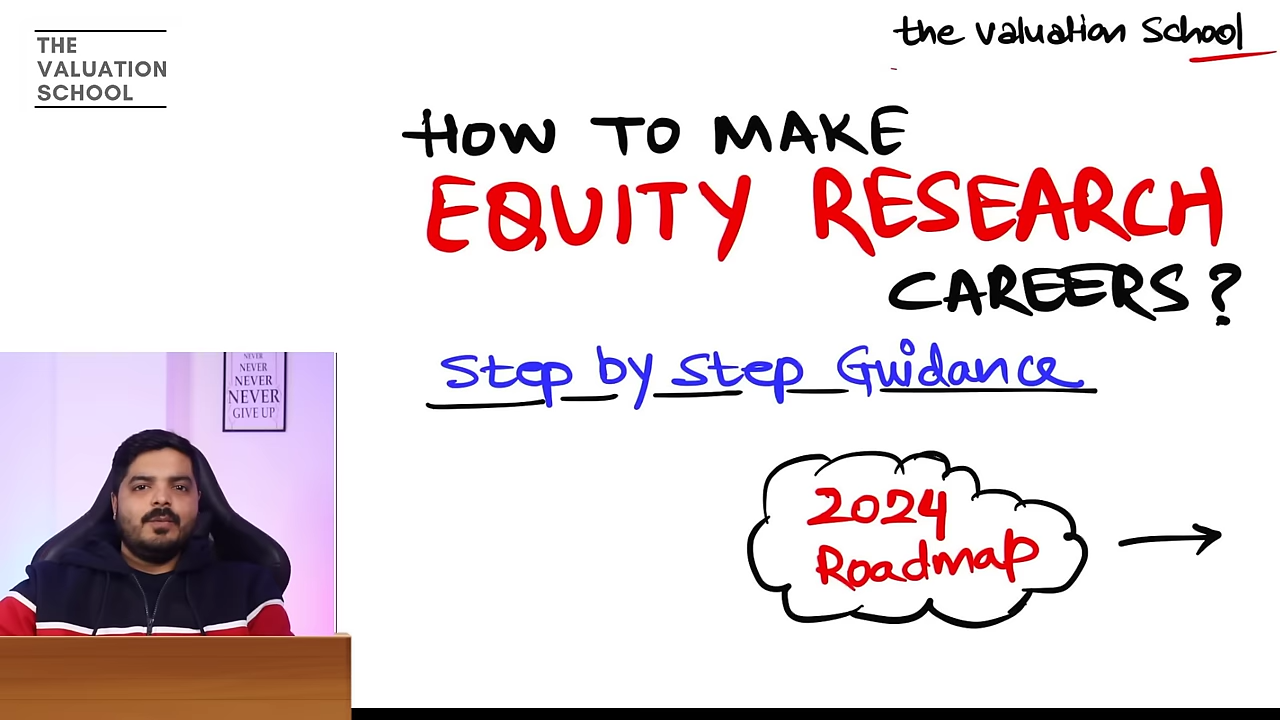 THE
VALUATION
SCHOOL
the valuation School
HOW TO MAKE
EQUITY RESEARCH
CAREERS?
Step by step Guidance
NEVER
NEVER
NEVER
NEVER
GIVE UP
2024
Roadmap